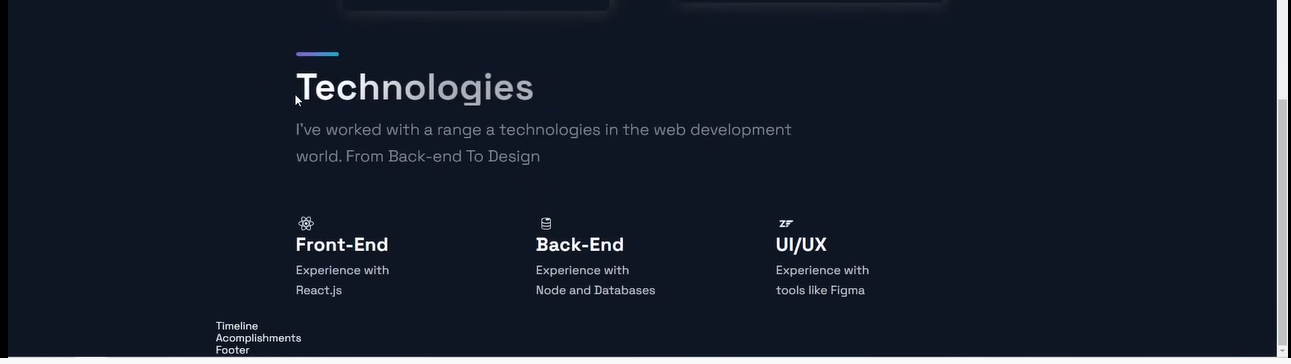 Technologies
I've worked with a range a technologies in the web development
world. From Back-end To Design
Front-End
Experience with
React.js
Back-End
Experience with
Node and Databases
ZF
UI/UX
Experience with
tools like Figma
Timeline
Acomplishments
Footer